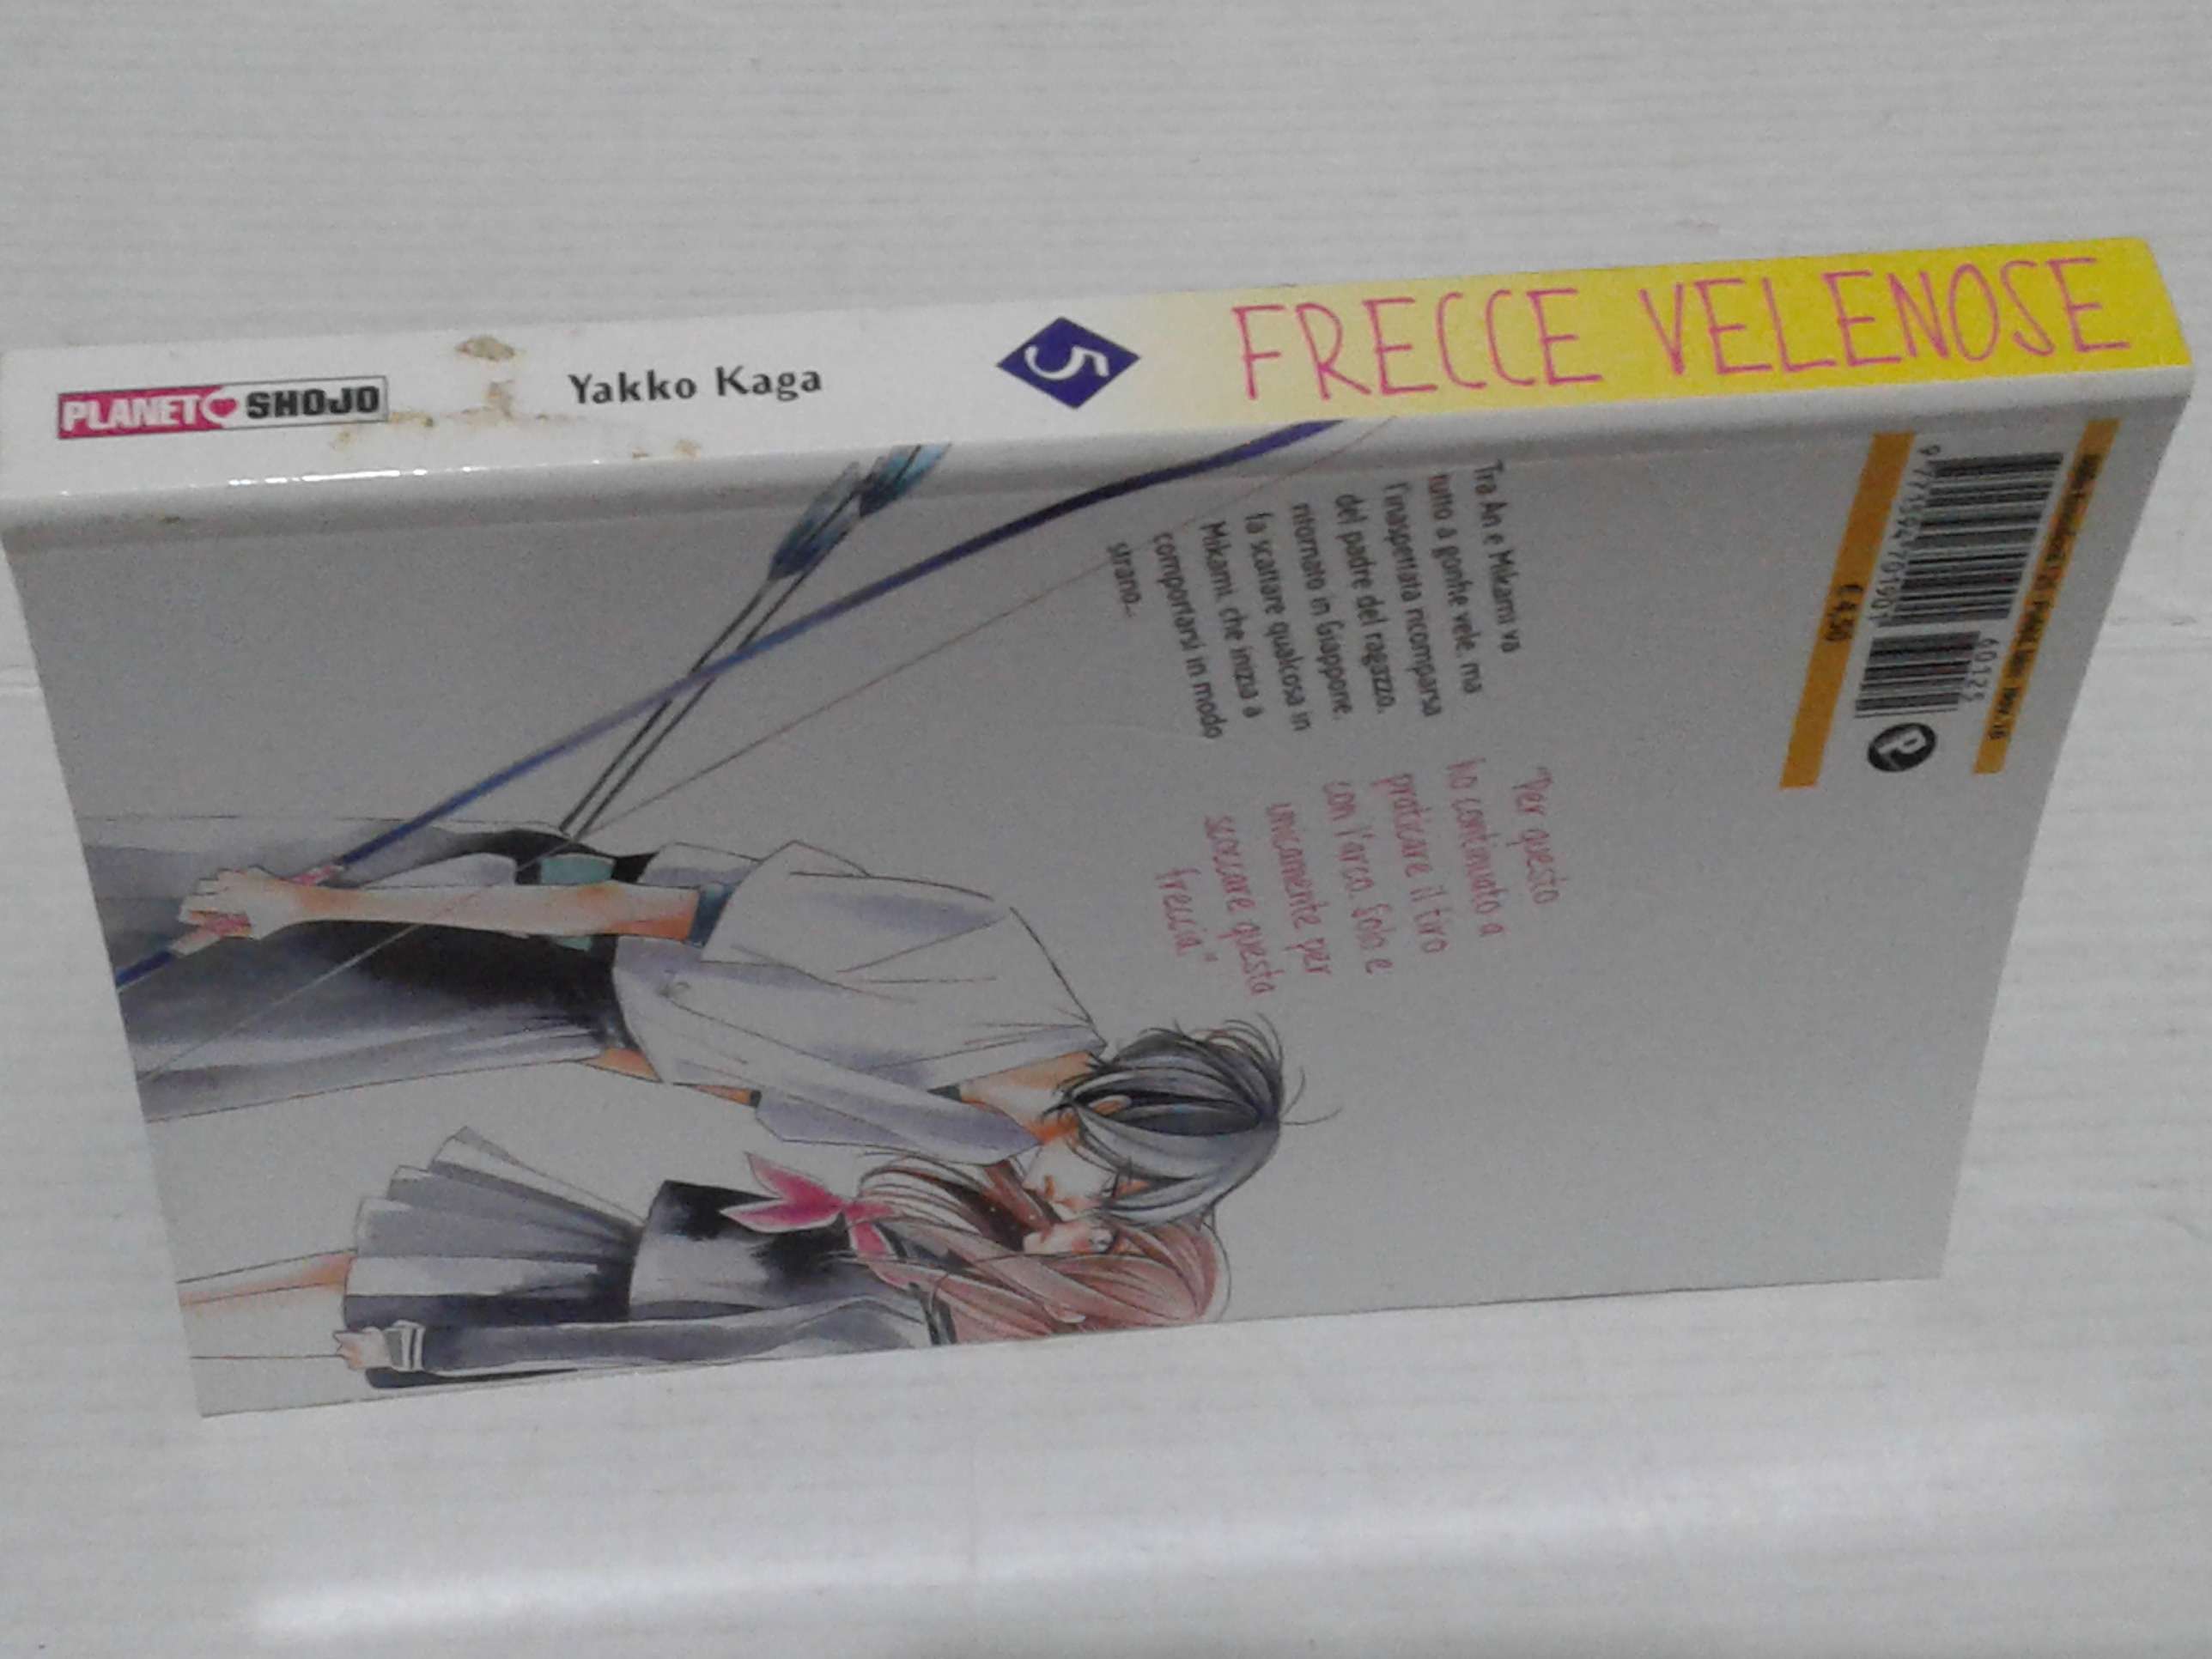 PLANET SHOJO
Yakko Kaga
5
FRECCE VELENOSE
Tra An e Mikami va
tutto a gonfie vele, ma
l'inaspettata ricomparsa
del padre del ragazzo,
ritornato in Giappone,
fa scattare qualcosa in
Mikami, che inizia a
comportarsi in modo
strano...
"Per questo
ho continuato a
praticare il tiro
con l'arco. Solo e
unicamente per
scoccare questa
freccia."
60125
€ 4,50
P